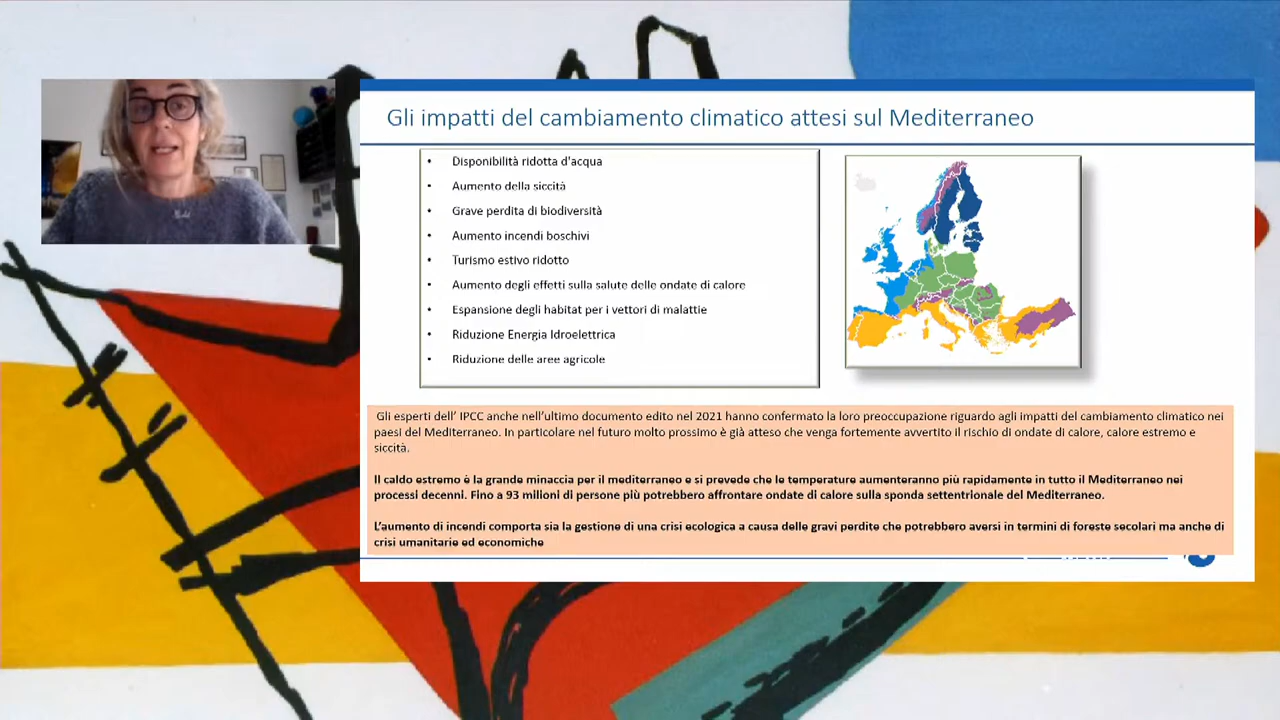 Gli impatti del cambiamento climatico attesi sul Mediterraneo
• Disponibilità ridotta d'acqua
• Aumento della siccità
• Grave perdita di biodiversità
• Aumento incendi boschivi
• Turismo estivo ridotto
• Aumento degli effetti sulla salute delle ondate di calore
• Espansione degli habitat per i vettori di malattie
• Riduzione Energia Idroelettrica
• Riduzione delle aree agricole
Gli esperti dell' IPCC anche nell'ultimo documento edito nel 2021 hanno confermato la loro preoccupazione riguardo agli impatti del cambiamento climatico nei
paesi del Mediterraneo. In particolare nel futuro molto prossimo è già atteso che venga fortemente avvertito il rischio di ondate di calore, calore estremo e
siccità.
Il caldo estremo è la grande minaccia per il mediterraneo e si prevede che le temperature aumenteranno più rapidamente in tutto il Mediterraneo nei
processi decenni. Fino a 93 milioni di persone più potrebbero affrontare ondate di calore sulla sponda settentrionale del Mediterraneo.
L'aumento di incendi comporta sia la gestione di una crisi ecologica a causa delle gravi perdite che potrebbero aversi in termini di foreste secolari ma anche di
crisi umanitarie ed economiche